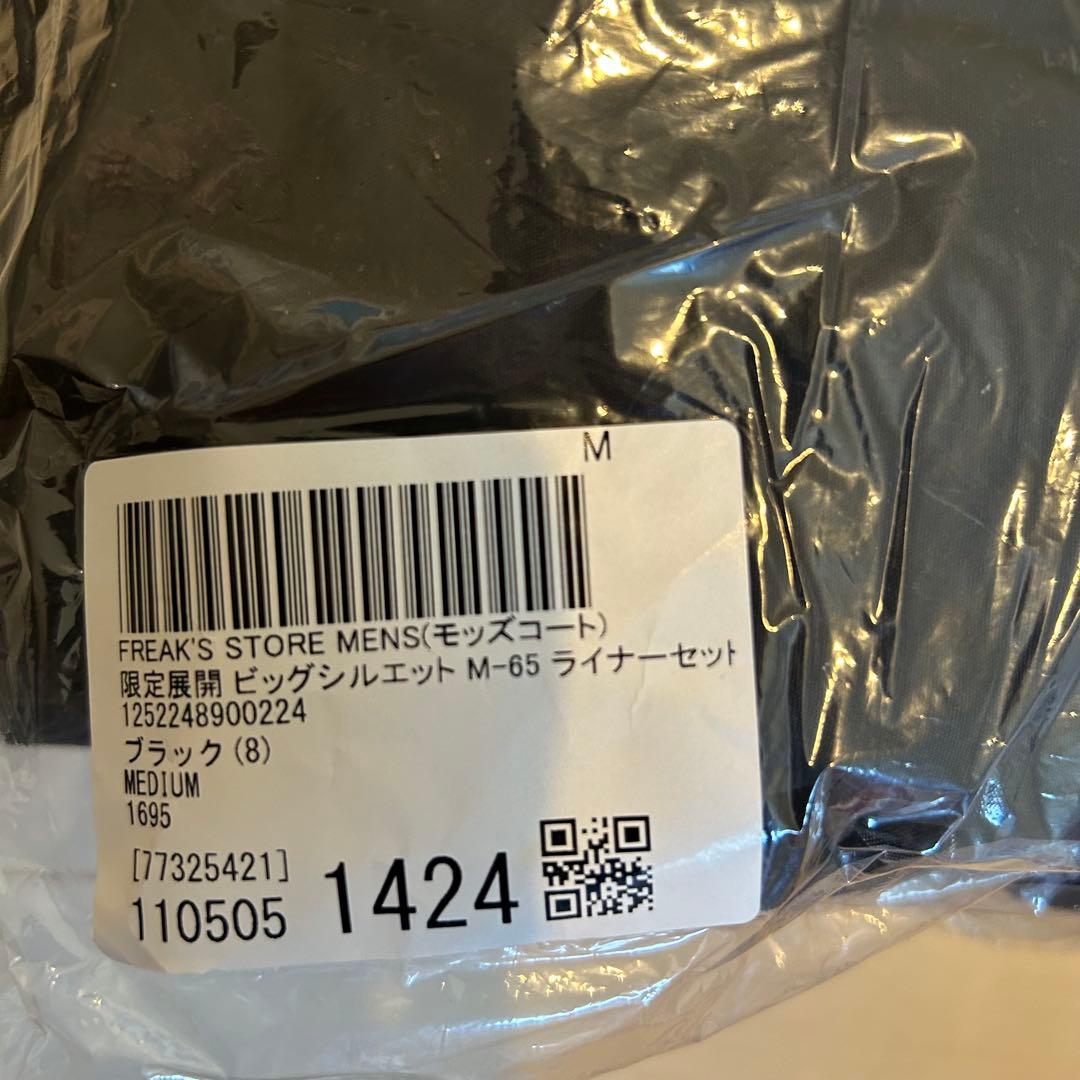 M
FREAK'S STORE MENS(モッズコート)
限定展開 ビッグシルエット M-65 ライナーセット
1252248900224
ブラック(8)
MEDIUM
1695
[77325421]
110505 1424